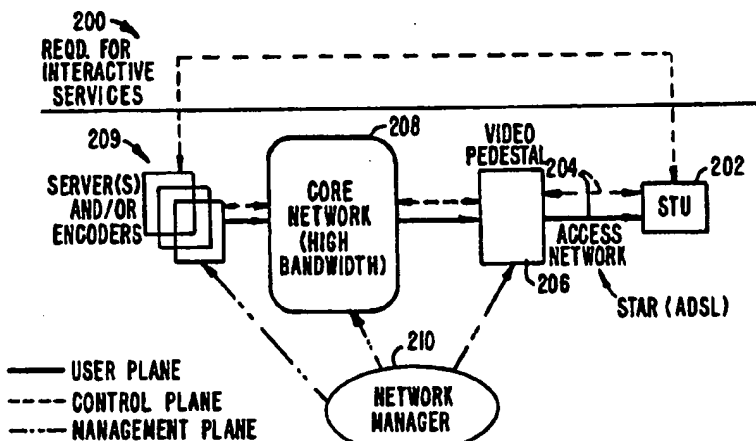 200
REQD. FOR
INTERACTIVE
SERVICES
209
SERVER(S)
AND/OR
ENCODERS
208
CORE
NETWORK
(HIGH
BANDWIDTH)
VIDEO
PEDESTAL
204
202
STU
ACCESS
NETWORK
206
STAR (ADSL)
210
NETWORK
MANAGER
USER PLANE
CONTROL PLANE
MANAGEMENT PLANE